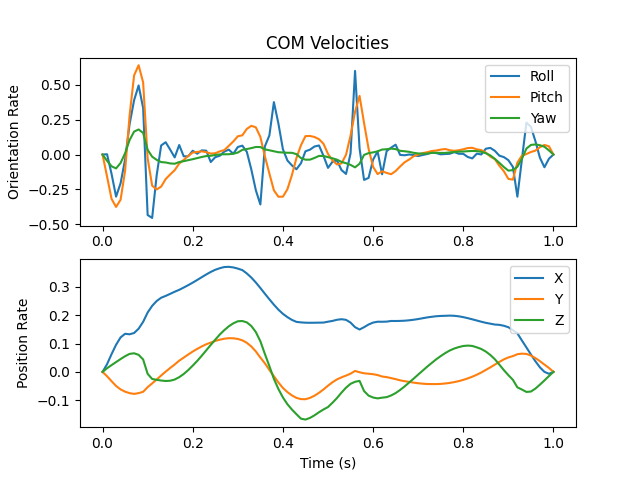 COM Velocities
Orientation Rate
0.50
0.25
0.00
−0.25
−0.50
Roll
Pitch
Yaw
0.0 0.2 0.4 0.6 0.8 1.0
Position Rate
0.3
0.2
0.1
0.0
−0.1
X
Y
Z
0.0 0.2 0.4 0.6 0.8 1.0
Time (s)